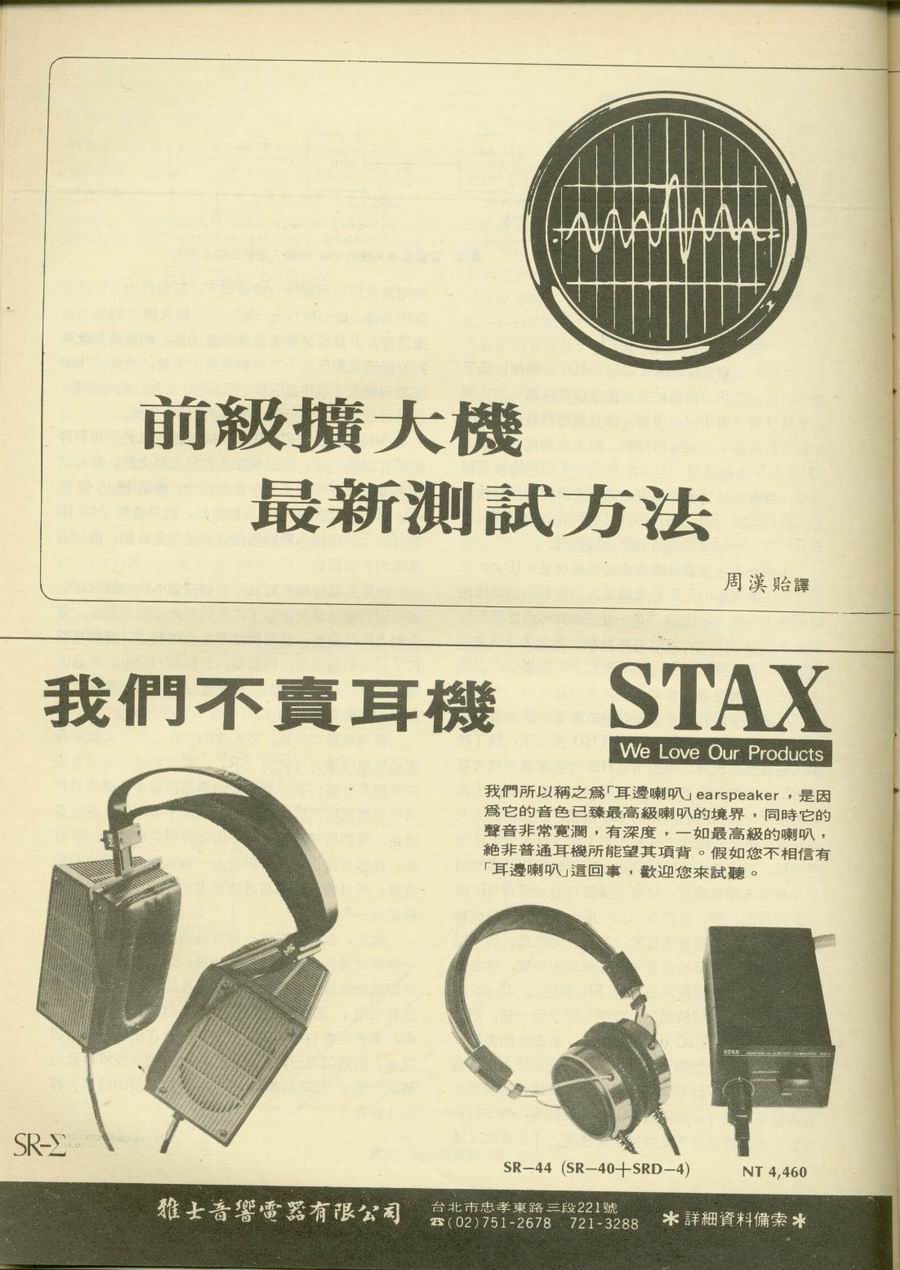 前級擴大機
最新測試方法
周漢貽譯
我們不賣耳機
STAX
We Love Our Products
我們所以稱之爲「耳邊喇叭」earspeaker，是因
爲它的音色已臻最高級喇叭的境界，同時它的
聲音非常寬濶，有深度，一如最高級的喇叭，
絶非普通耳機所能望其項背。假如您不相信有
「耳邊喇叭」這回事，歡迎您來試聽。
STAX
SR-Σ
SR-44 (SR-40+SRD-4)
NT 4,460
雅士音響電器有限公司
台北市忠孝東路三段221號
☎(02)751-2678 721-3288
＊詳細資料備索＊